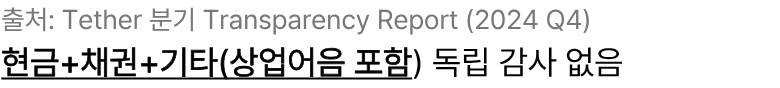 출처: Tether 분기 Transparency Report (2024 Q4)
현금+채권+기타(상업어음 포함) 독립 감사 없음